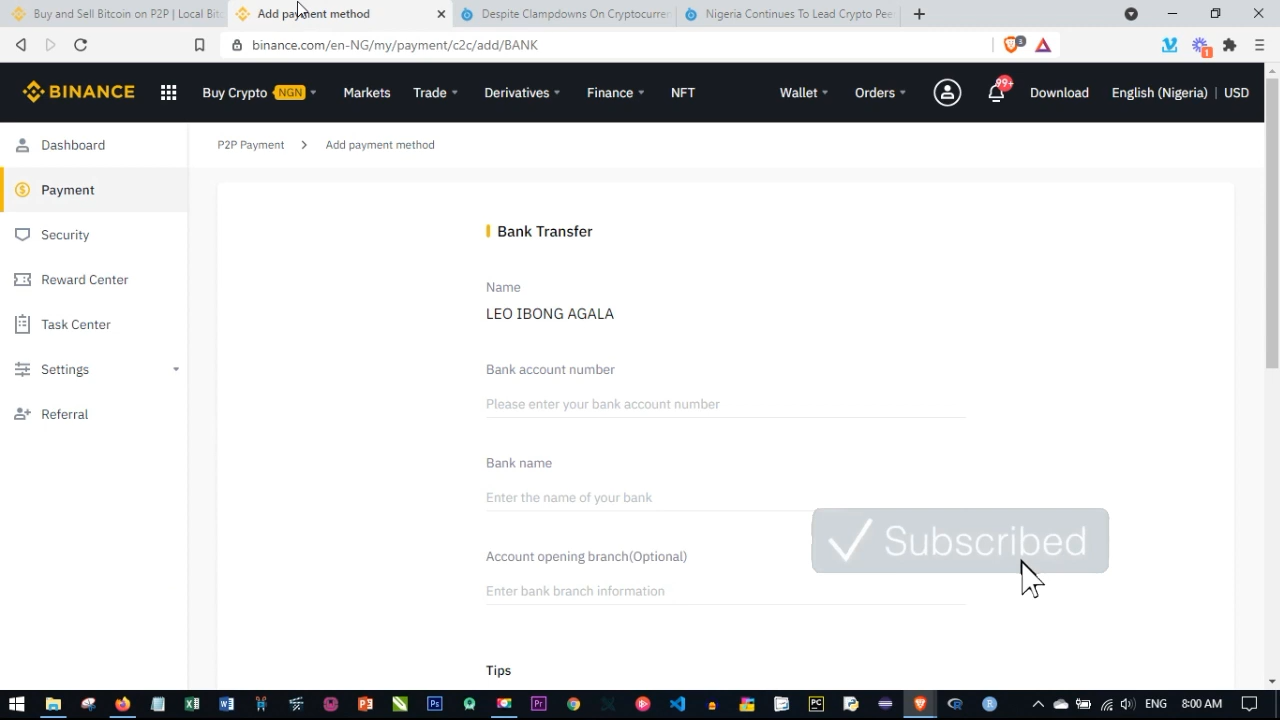 Buy and Sell Bitcoin on P2P | Local Bit
Add payment method
Despite Clampdowns On Cryptocurre
Nigeria Continues To Lead Crypto Pee
binance.com/en-NG/my/payment/c2c/add/BANK
3
1
BINANCE
Buy Crypto NGN
Markets
Trade
Derivatives
Finance
NFT
Wallet
Orders
99+
Download
English (Nigeria) | USD
Dashboard
Payment
Security
Reward Center
Task Center
Settings
Referral
P2P Payment
Add payment method
Bank Transfer
Name
LEO IBONG AGALA
Bank account number
Please enter your bank account number
Bank name
Enter the name of your bank
Subscribed
Account opening branch(Optional)
Enter bank branch information
Tips
ENG
8:00 AM